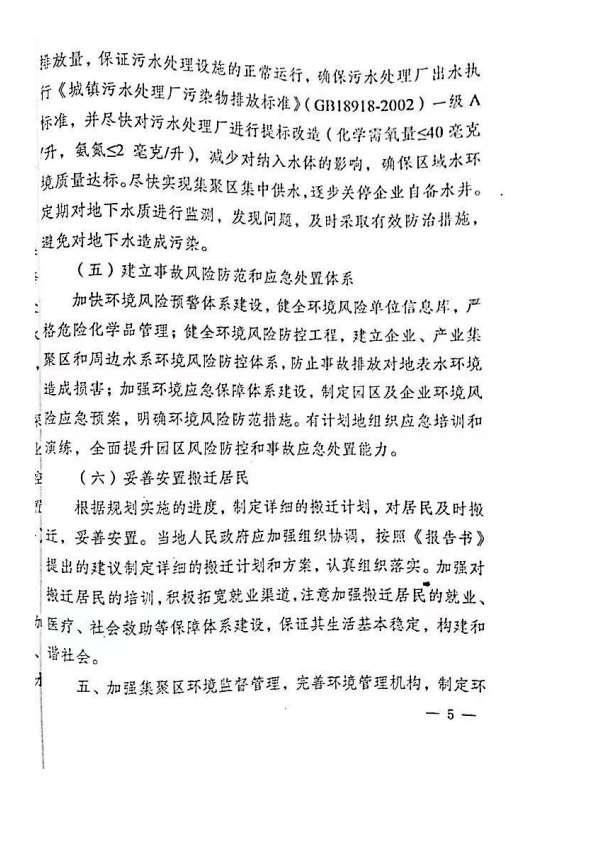 排放量，保证污水处理设施的正常运行，确保污水处理厂出水执
行《城镇污水处理厂污染物排放标准》（GB18918-2002）一级 A
标准，并尽快对污水处理厂进行提标改造（化学需氧量≤40 毫克
/升，氨氮≤2 毫克/升），减少对纳入水体的影响，确保区域水环
境质量达标。尽快实现集聚区集中供水，逐步关停企业自备水井。
定期对地下水质进行监测，发现问题，及时采取有效防治措施，
避免对地下水造成污染。
（五）建立事故风险防范和应急处置体系
加快环境风险预警体系建设，健全环境风险单位信息库，严
格危险化学品管理；健全环境风险防控工程，建立企业、产业集
聚区和周边水系环境风险防控体系，防止事故排放对地表水环境
造成损害；加强环境应急保障体系建设，制定园区及企业环境风
险应急预案，明确环境风险防范措施。有计划地组织应急培训和
演练，全面提升园区风险防控和事故应急处置能力。
（六）妥善安置搬迁居民
根据规划实施的进度，制定详细的搬迁计划，对居民及时搬
迁，妥善安置。当地人民政府应加强组织协调，按照《报告书》
提出的建议制定详细的搬迁计划和方案，认真组织落实。加强对
搬迁居民的培训，积极拓宽就业渠道，注意加强搬迁居民的就业、
医疗、社会救助等保障体系建设，保证其生活基本稳定，构建和
谐社会。
五、加强集聚区环境监督管理，完善环境管理机构，制定环
— 5 —